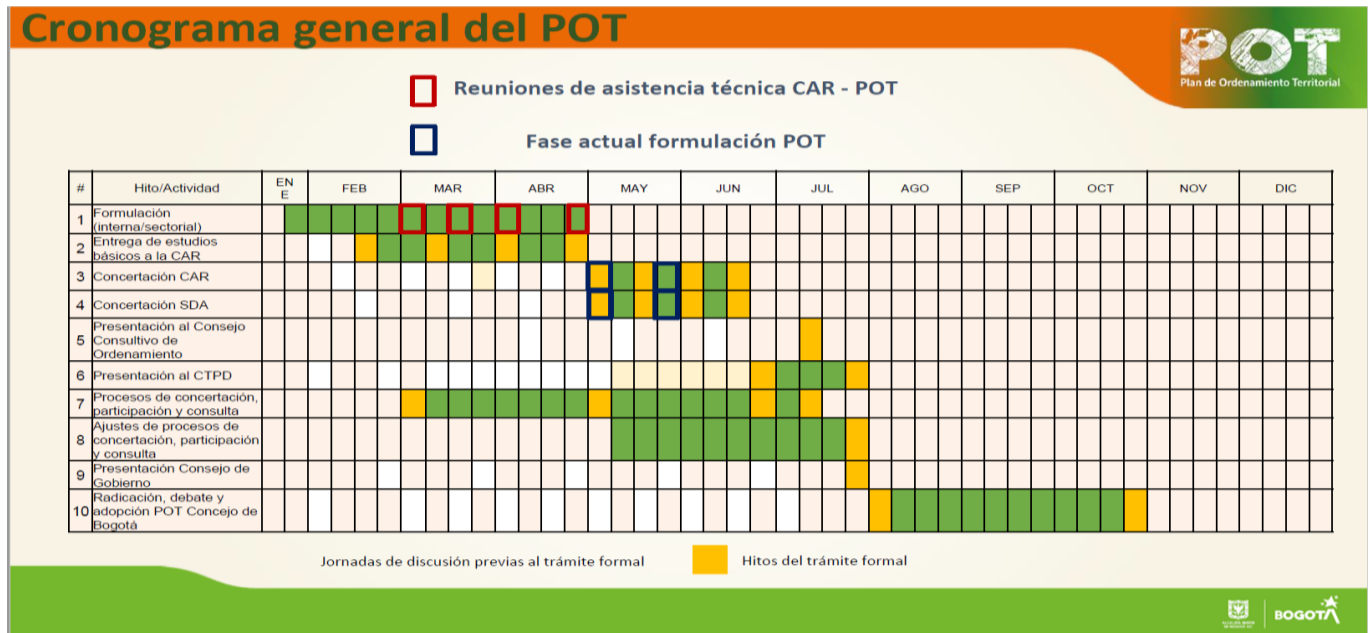 Cronograma general del POT
POT
Plan de Ordenamiento Territorial
Reuniones de asistencia técnica CAR - POT
Fase actual formulación POT
# Hito/Actividad EN E FEB MAR ABR MAY JUN JUL AGO SEP OCT NOV DIC
1 Formulación
(interna/sectorial)
2 Entrega de estudios
básicos a la CAR
3 Concertación CAR
4 Concertación SDA
5 Presentación al Consejo
Consultivo de
Ordenamiento
6 Presentación al CTPD
7 Procesos de concertación,
participación y consulta
8 Ajustes de procesos de
concertación, participación
y consulta
9 Presentación Consejo de
Gobierno
10 Radicación, debate y
adopción POT Concejo de
Bogotá
Jornadas de discusión previas al trámite formal
Hitos del trámite formal
BOGOTÁ